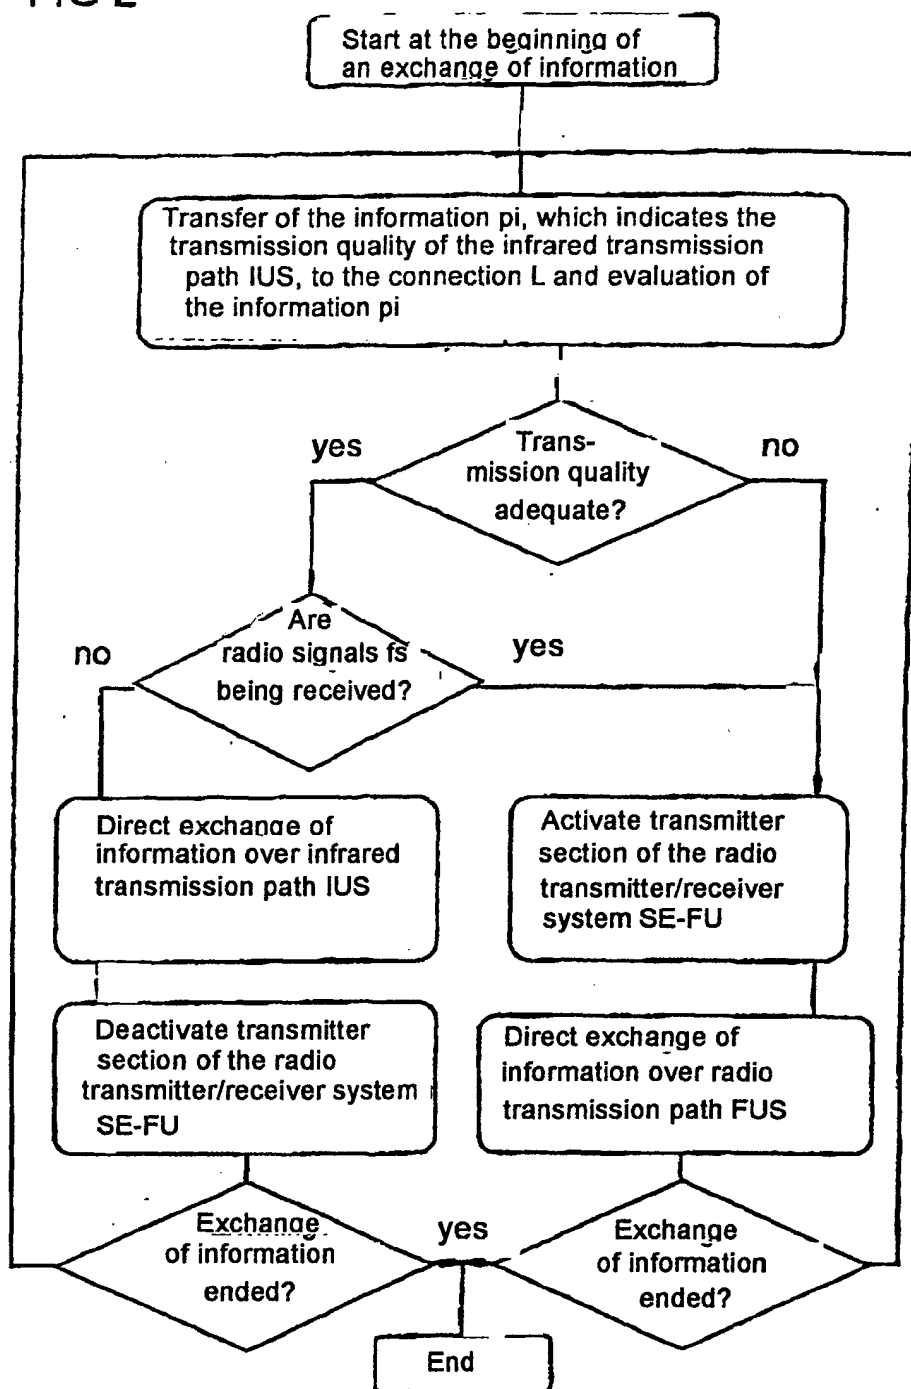 Start at the beginning of
an exchange of information
Transfer of the information pi, which indicates the
transmission quality of the infrared transmission
path IUS, to the connection L and evaluation of
the information pi
yes
Trans-
mission quality
adequate?
no
no
Are
radio signals fs
being received?
yes
Direct exchange of
information over infrared
transmission path IUS
Activate transmitter
section of the radio
transmitter/receiver
system SE-FU
Deactivate transmitter
section of the radio
transmitter/receiver system
SE-FU
Direct exchange of
information over radio
transmission path FUS
Exchange
of information
ended?
yes
Exchange
of information
ended?
End